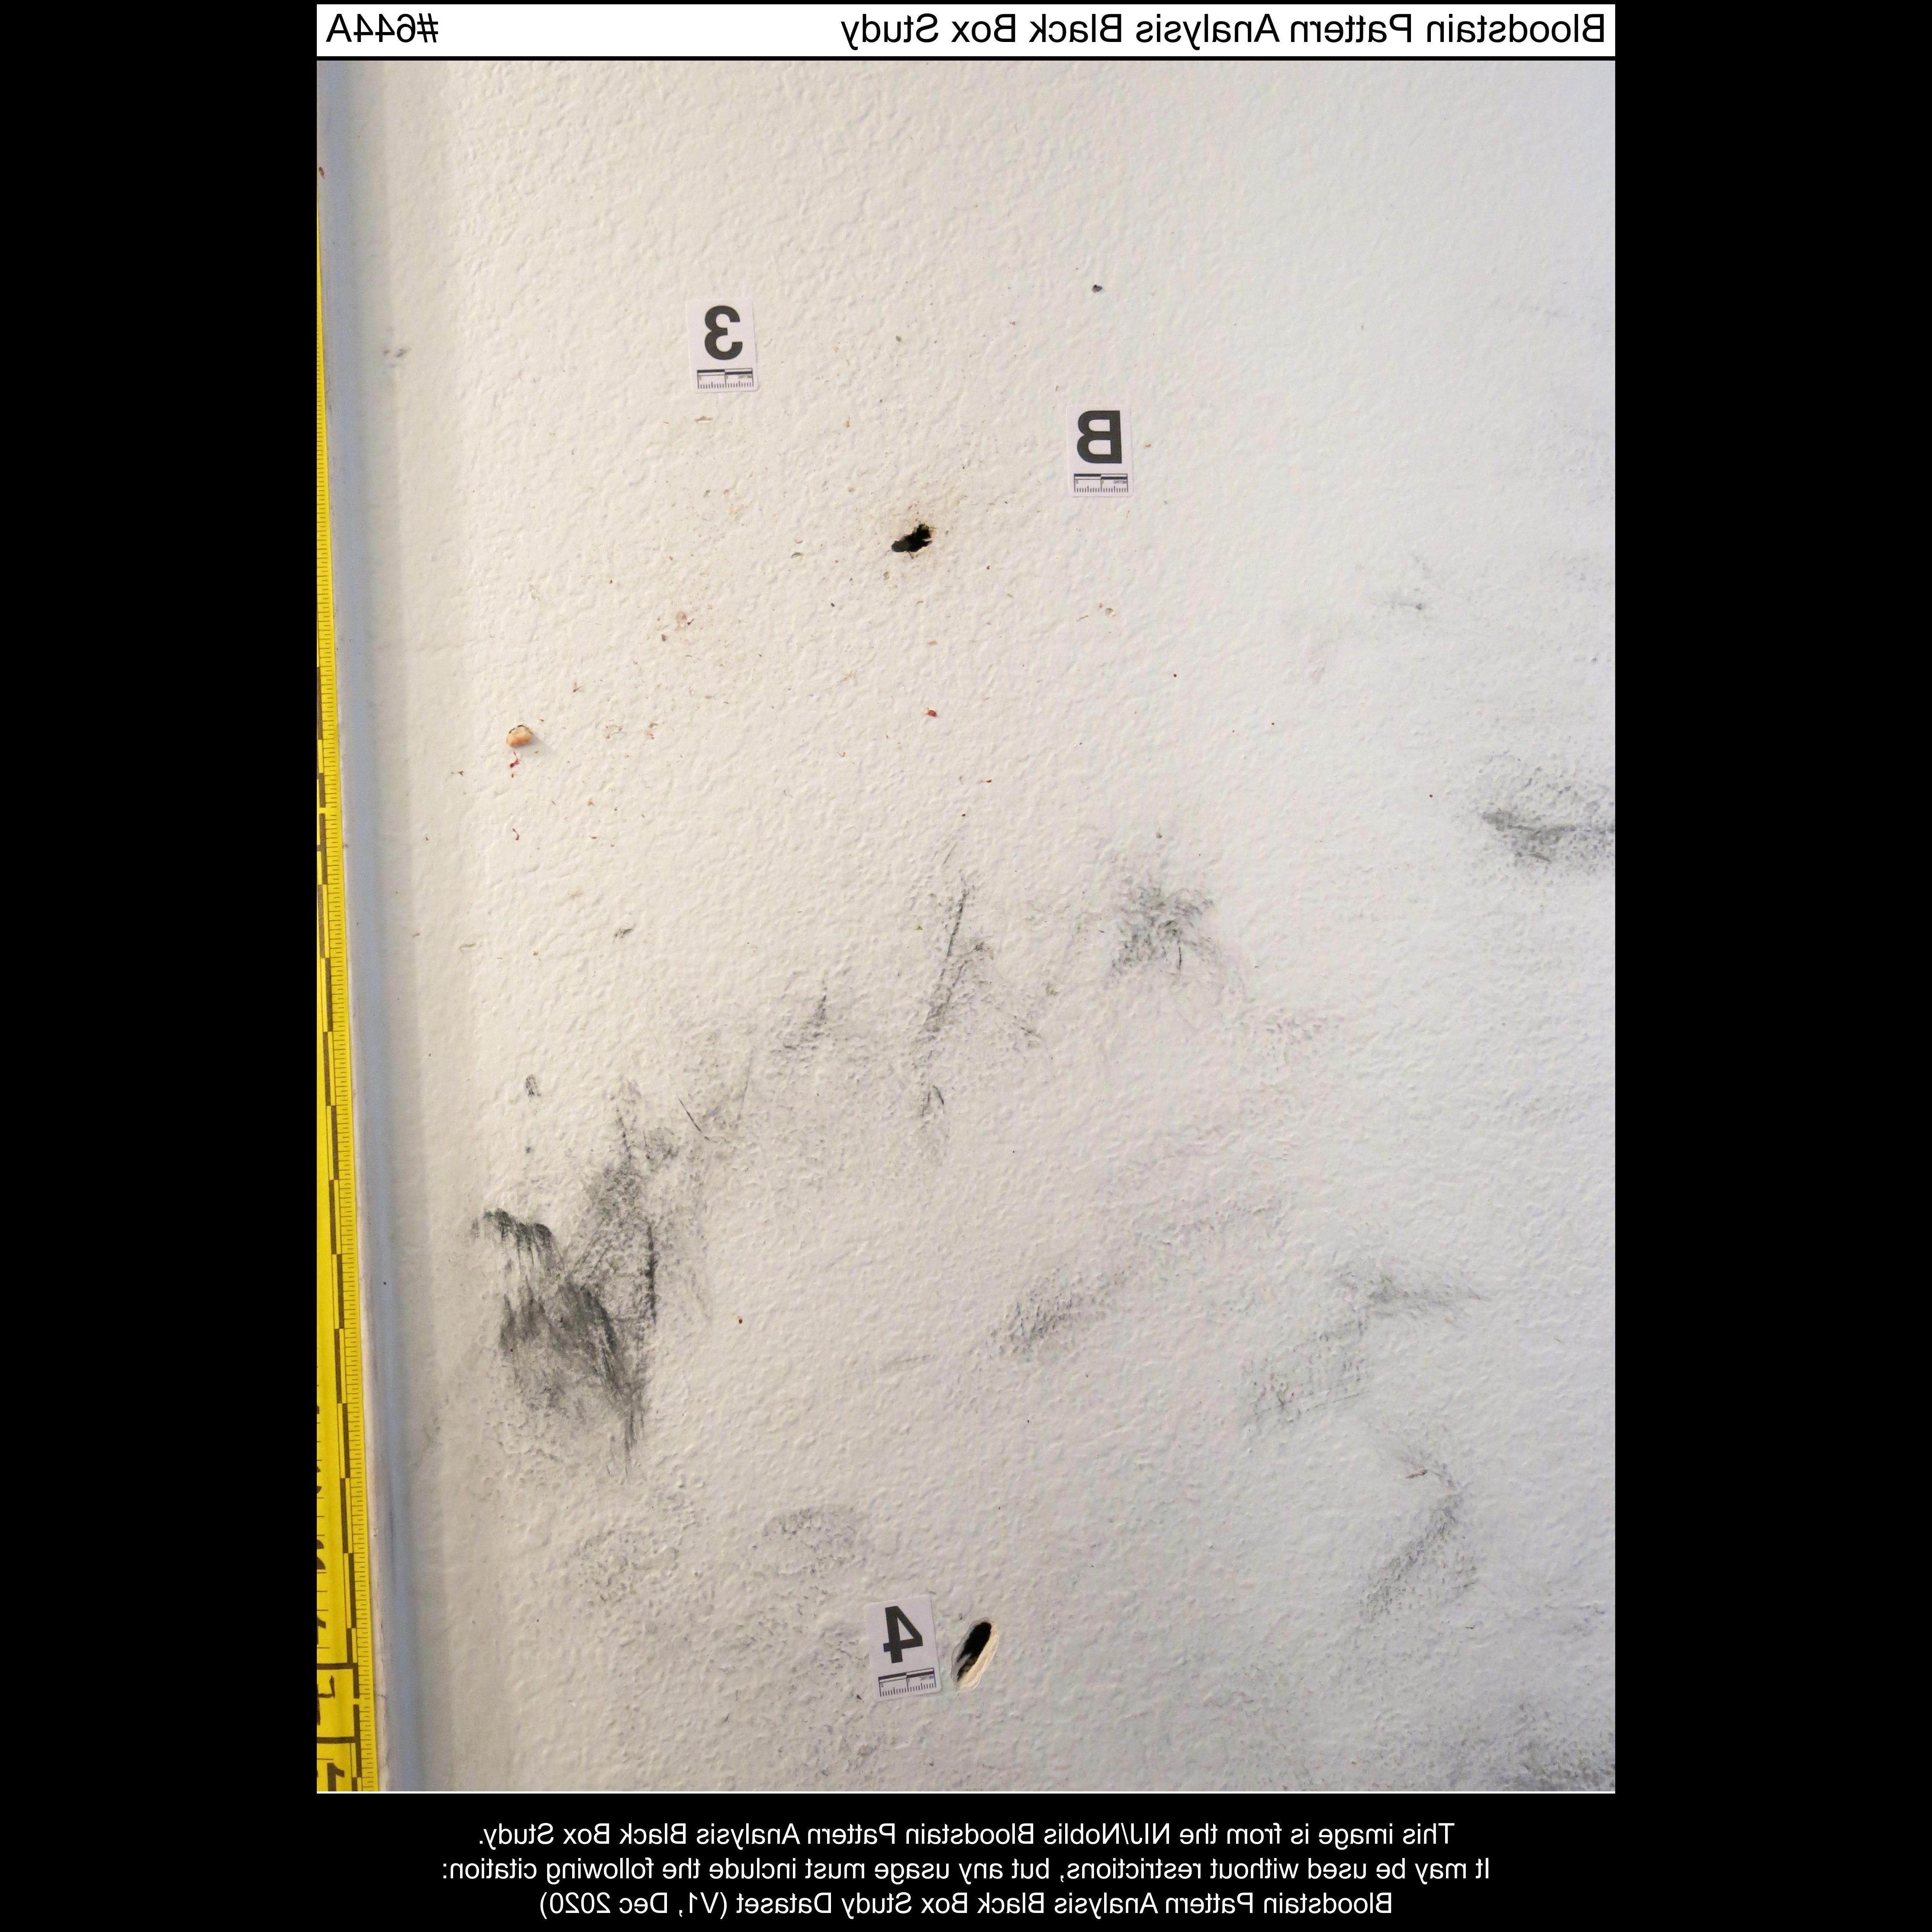 Bloodstain Pattern Analysis Black Box Study #644A
3
B
4
This image is from the NIJ/Noblis Bloodstain Pattern Analysis Black Box Study.
It may be used without restrictions, but any usage must include the following citation:
Bloodstain Pattern Analysis Black Box Study Dataset (V1, Dec 2020)